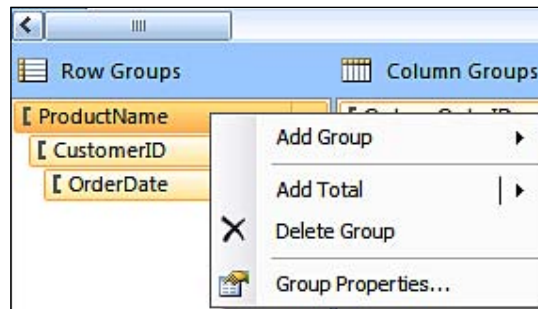 Row Groups
Column Groups
[ ProductName
[ CustomerID
[ OrderDate
Add Group
Add Total
Delete Group
Group Properties...